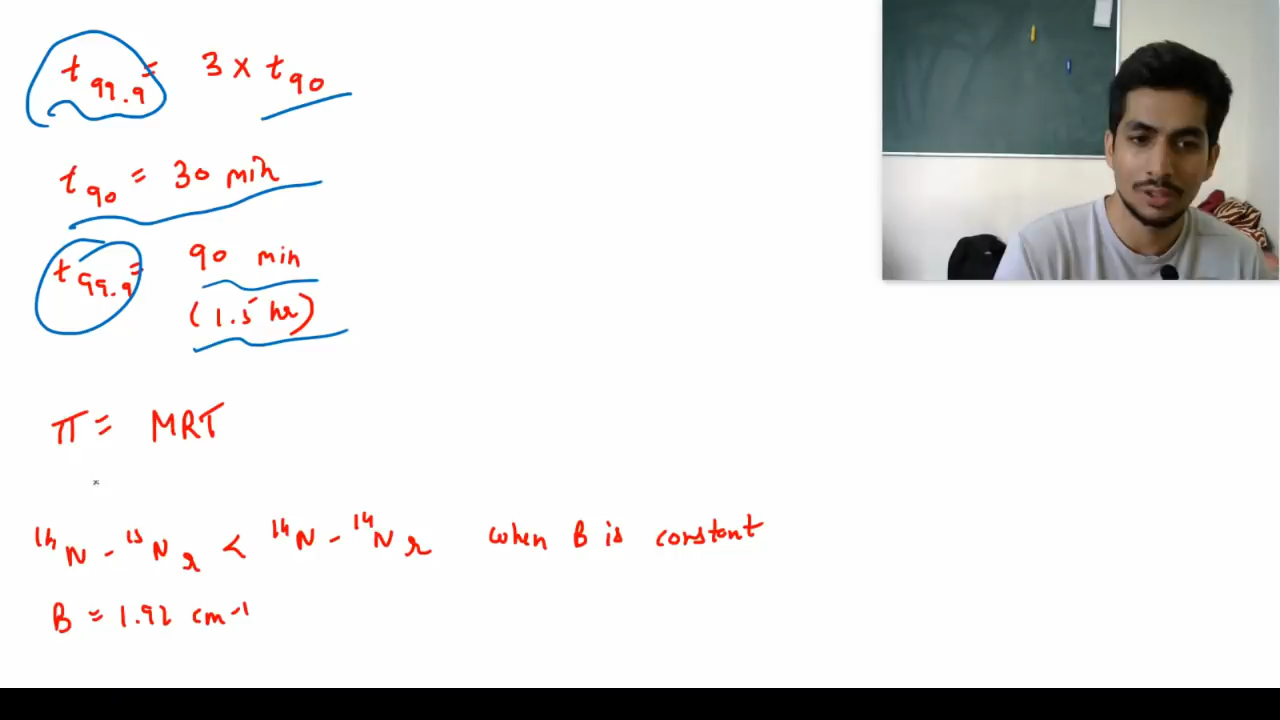 t99.9 = 3 × t90
t90 = 30 min
t99.9 = 90 min
(1.5 hr)
π = MRT
¹⁴N - ¹⁵N r < ¹⁴N - ¹⁴N r when B is constant
B = 1.92 cm⁻¹